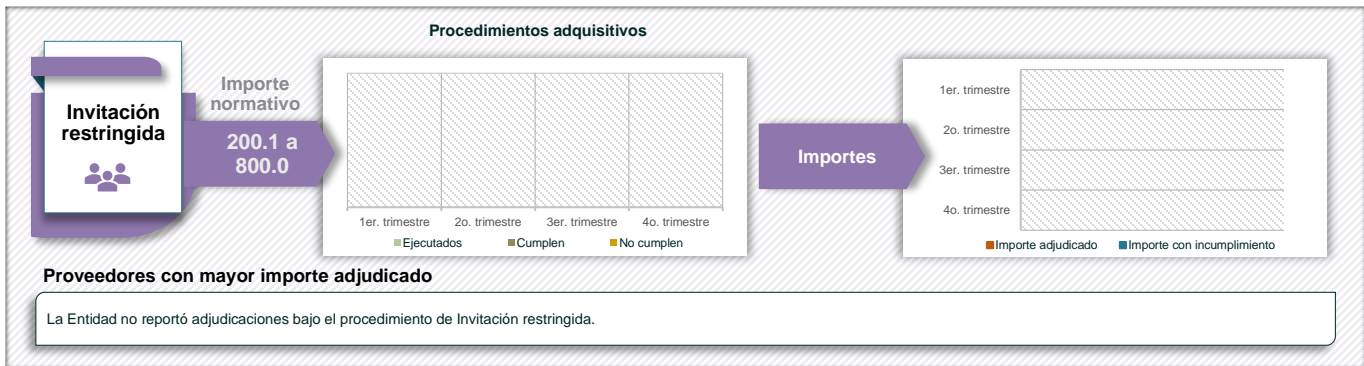 Procedimientos adquisitivos
Invitación
restringida
Importe
normativo
200.1 a
800.0
1er. trimestre
2o. trimestre
3er. trimestre
4o. trimestre
Ejecutados
Cumplen
No cumplen
Importes
1er. trimestre
2o. trimestre
3er. trimestre
4o. trimestre
Importe adjudicado
Importe con incumplimiento
Proveedores con mayor importe adjudicado
La Entidad no reportó adjudicaciones bajo el procedimiento de Invitación restringida.